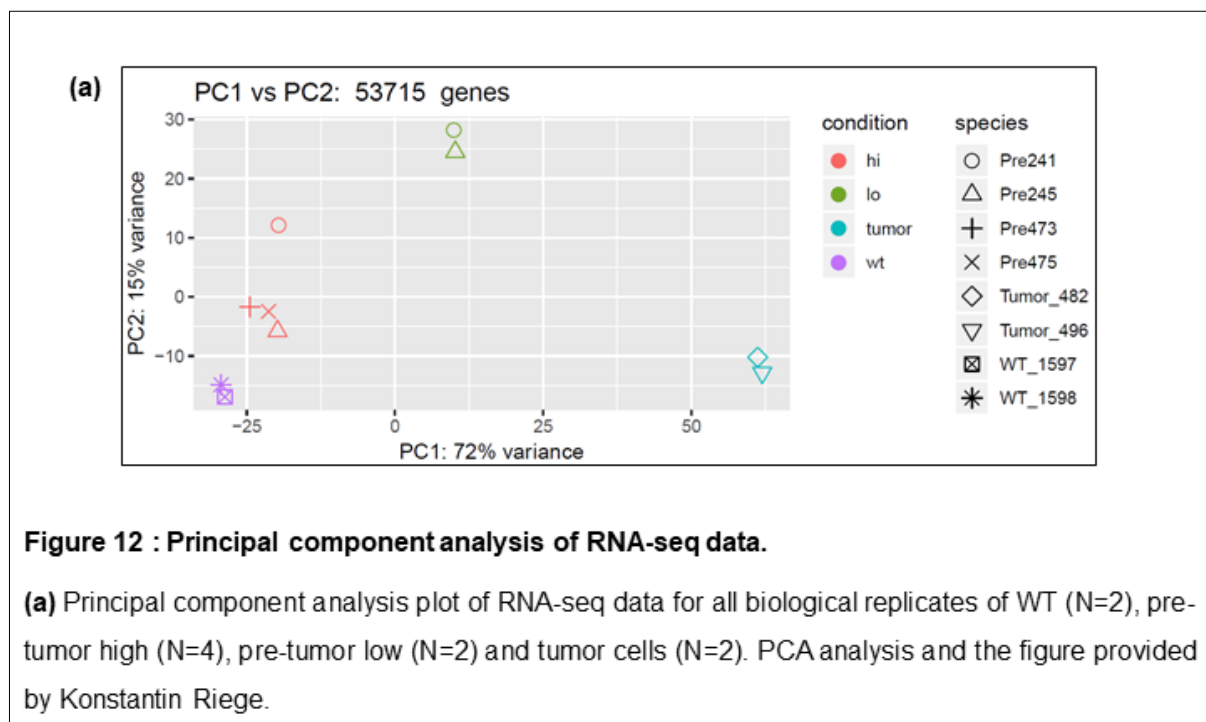 (a)
PC1 vs PC2: 53715 genes
30
20
10
0
−10
PC2: 15% variance
−25
0
25
50
PC1: 72% variance
condition
hi
lo
tumor
wt
species
Pre241
Pre245
Pre473
Pre475
Tumor_482
Tumor_496
WT_1597
WT_1598
Figure 12 : Principal component analysis of RNA-seq data.
(a) Principal component analysis plot of RNA-seq data for all biological replicates of WT (N=2), pre-
tumor high (N=4), pre-tumor low (N=2) and tumor cells (N=2). PCA analysis and the figure provided
by Konstantin Riege.